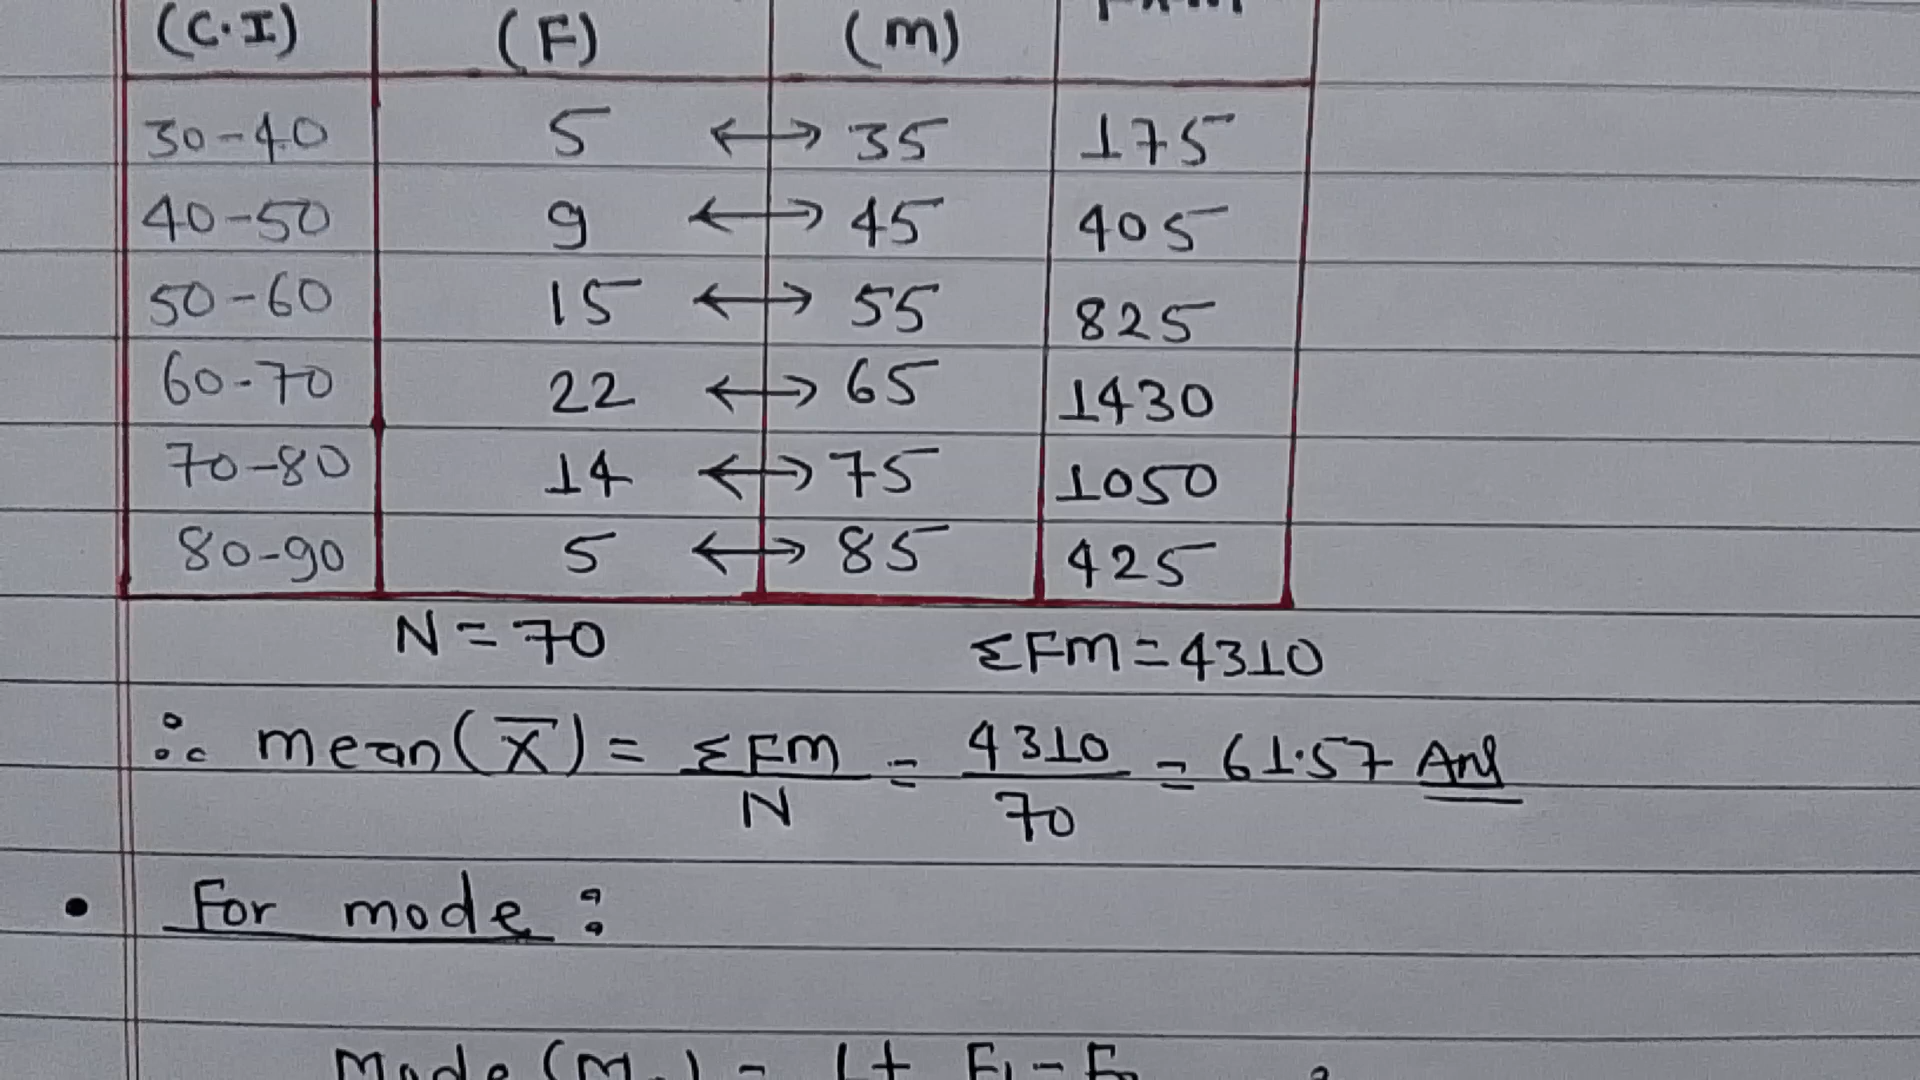 (C.I) (F) (m)
30-40 5 ↔ 35 175
40-50 9 ↔ 45 405
50-60 15 ↔ 55 825
60-70 22 ↔ 65 1430
70-80 14 ↔ 75 1050
80-90 5 ↔ 85 425
N = 70 ΣFm = 4310
∴ mean (X̅) = ΣFM / N = 4310 / 70 = 61.57 Ans
• For mode :
Mode (M